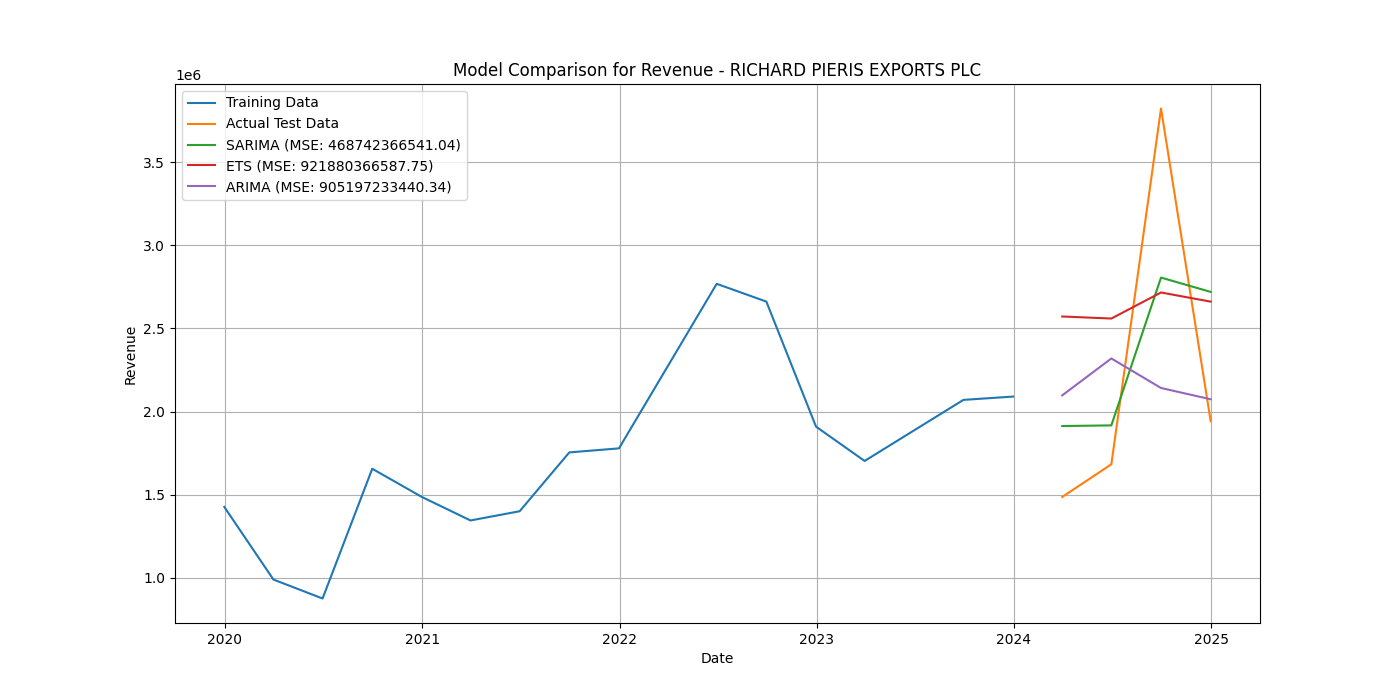 Model Comparison for Revenue - RICHARD PIERIS EXPORTS PLC
1e6
Training Data
Actual Test Data
SARIMA (MSE: 468742366541.04)
ETS (MSE: 921880366587.75)
ARIMA (MSE: 905197233440.34)
3.5
3.0
2.5
2.0
1.5
1.0
Revenue
2020 2021 2022 2023 2024 2025
Date